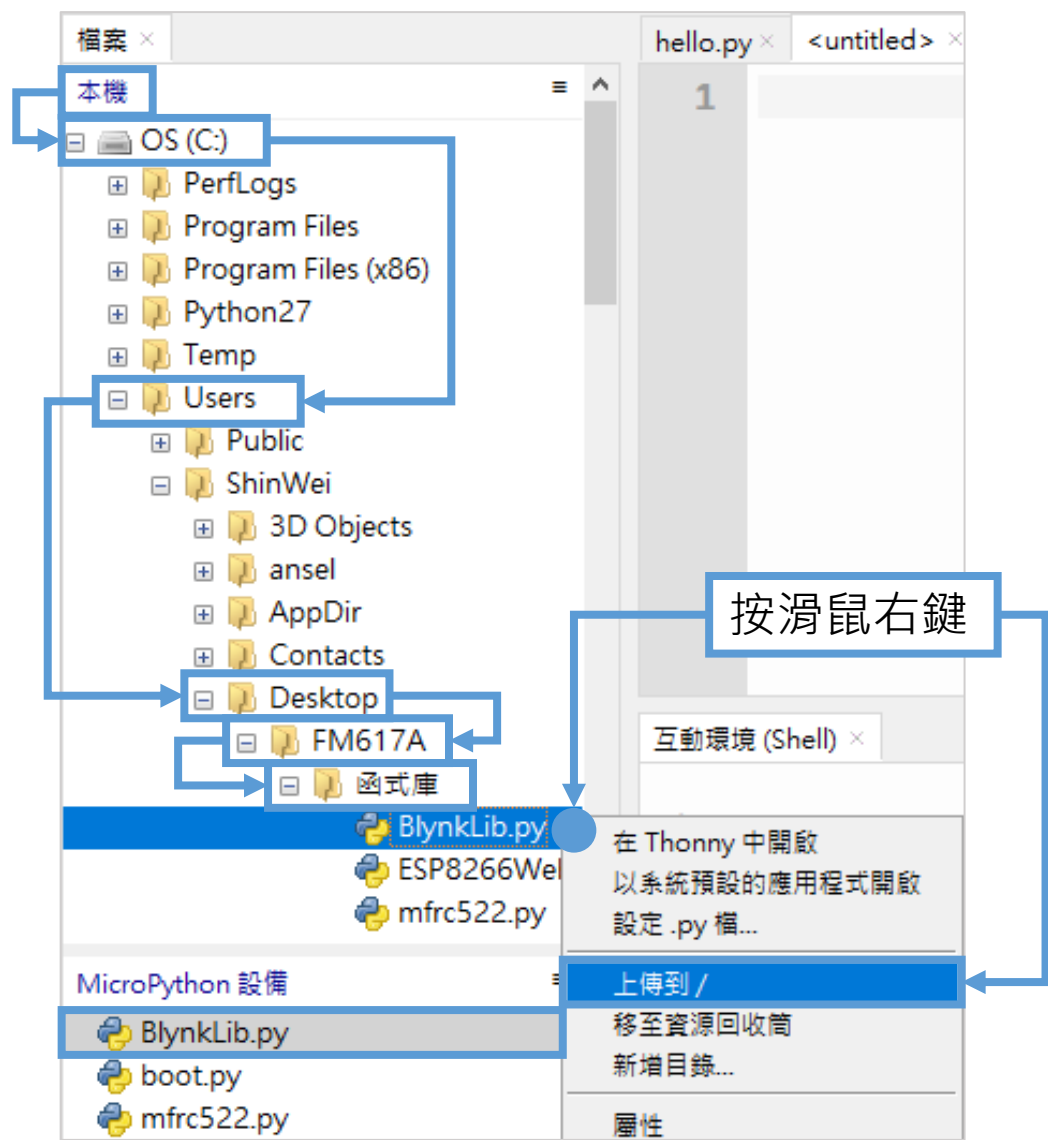 檔案
hello.py
<untitled>
本機
1
OS (C:)
PerfLogs
Program Files
Program Files (x86)
Python27
Temp
Users
Public
ShinWei
3D Objects
ansel
AppDir
Contacts
按滑鼠右鍵
Desktop
FM617A
互動環境 (Shell)
函式庫
BlynkLib.py
在 Thonny 中開啟
ESP8266We
以系統預設的應用程式開啟
mfrc522.py
設定 .py 檔...
MicroPython 設備
上傳到 /
BlynkLib.py
移至資源回收筒
boot.py
新增目錄...
mfrc522.py
屬性